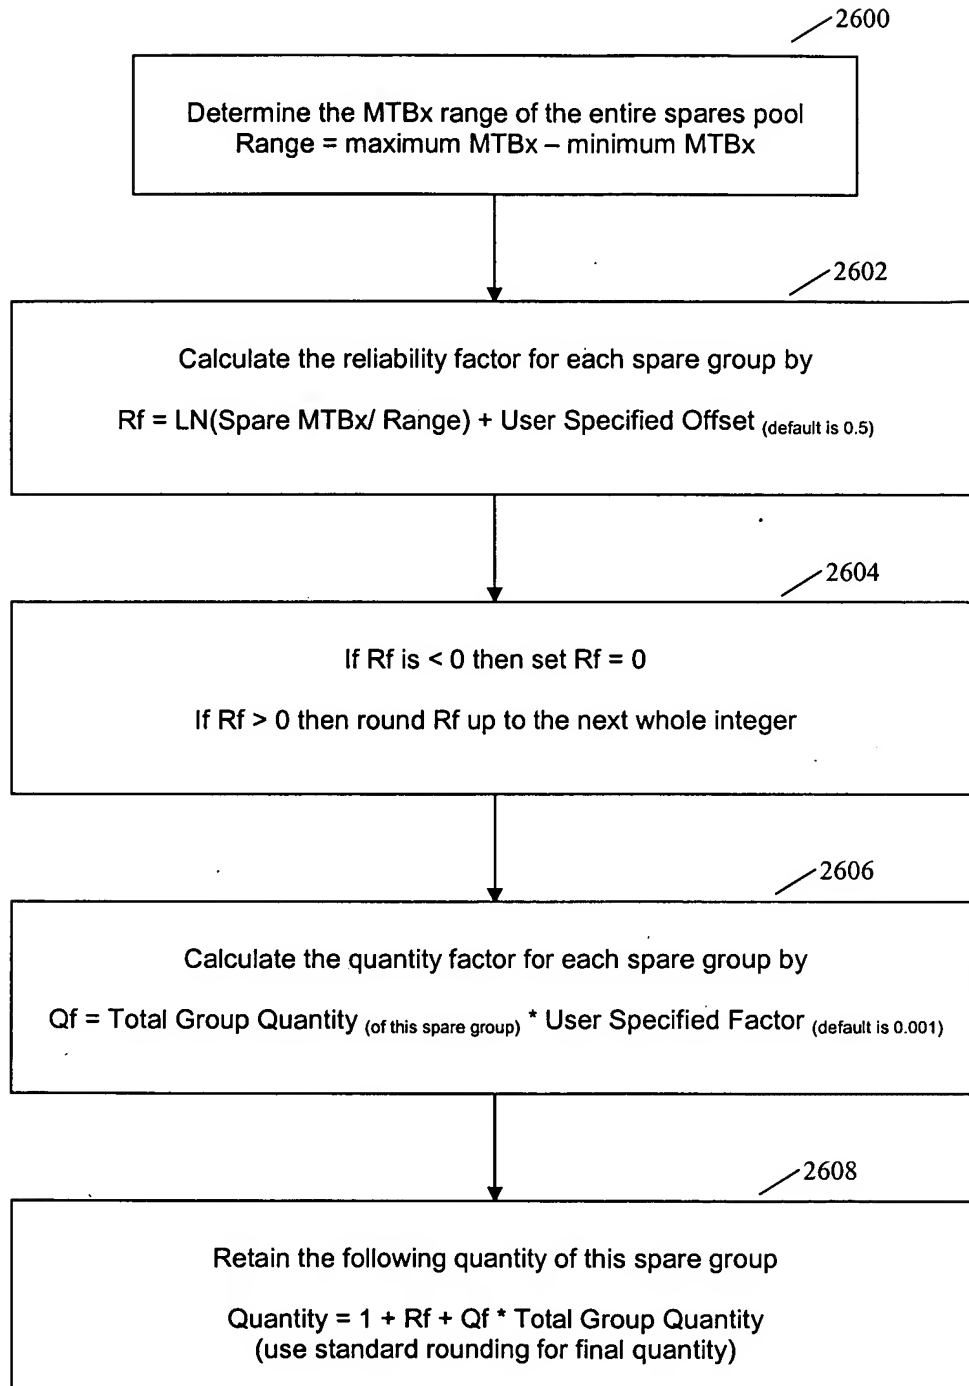 2600
Determine the MTBx range of the entire spares pool
Range = maximum MTBx – minimum MTBx
2602
Calculate the reliability factor for each spare group by
Rf = LN(Spare MTBx/ Range) + User Specified Offset (default is 0.5)
2604
If Rf is < 0 then set Rf = 0
If Rf > 0 then round Rf up to the next whole integer
2606
Calculate the quantity factor for each spare group by
Qf = Total Group Quantity (of this spare group) * User Specified Factor (default is 0.001)
2608
Retain the following quantity of this spare group
Quantity = 1 + Rf + Qf * Total Group Quantity
(use standard rounding for final quantity)